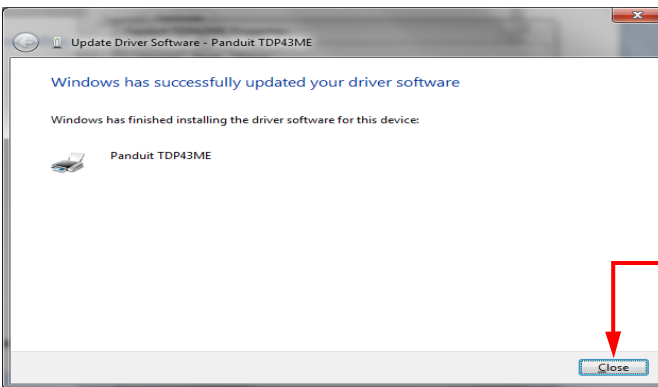 Update Driver Software - Panduit TDP43ME
Windows has successfully updated your driver software
Windows has finished installing the driver software for this device:
Panduit TDP43ME
Close